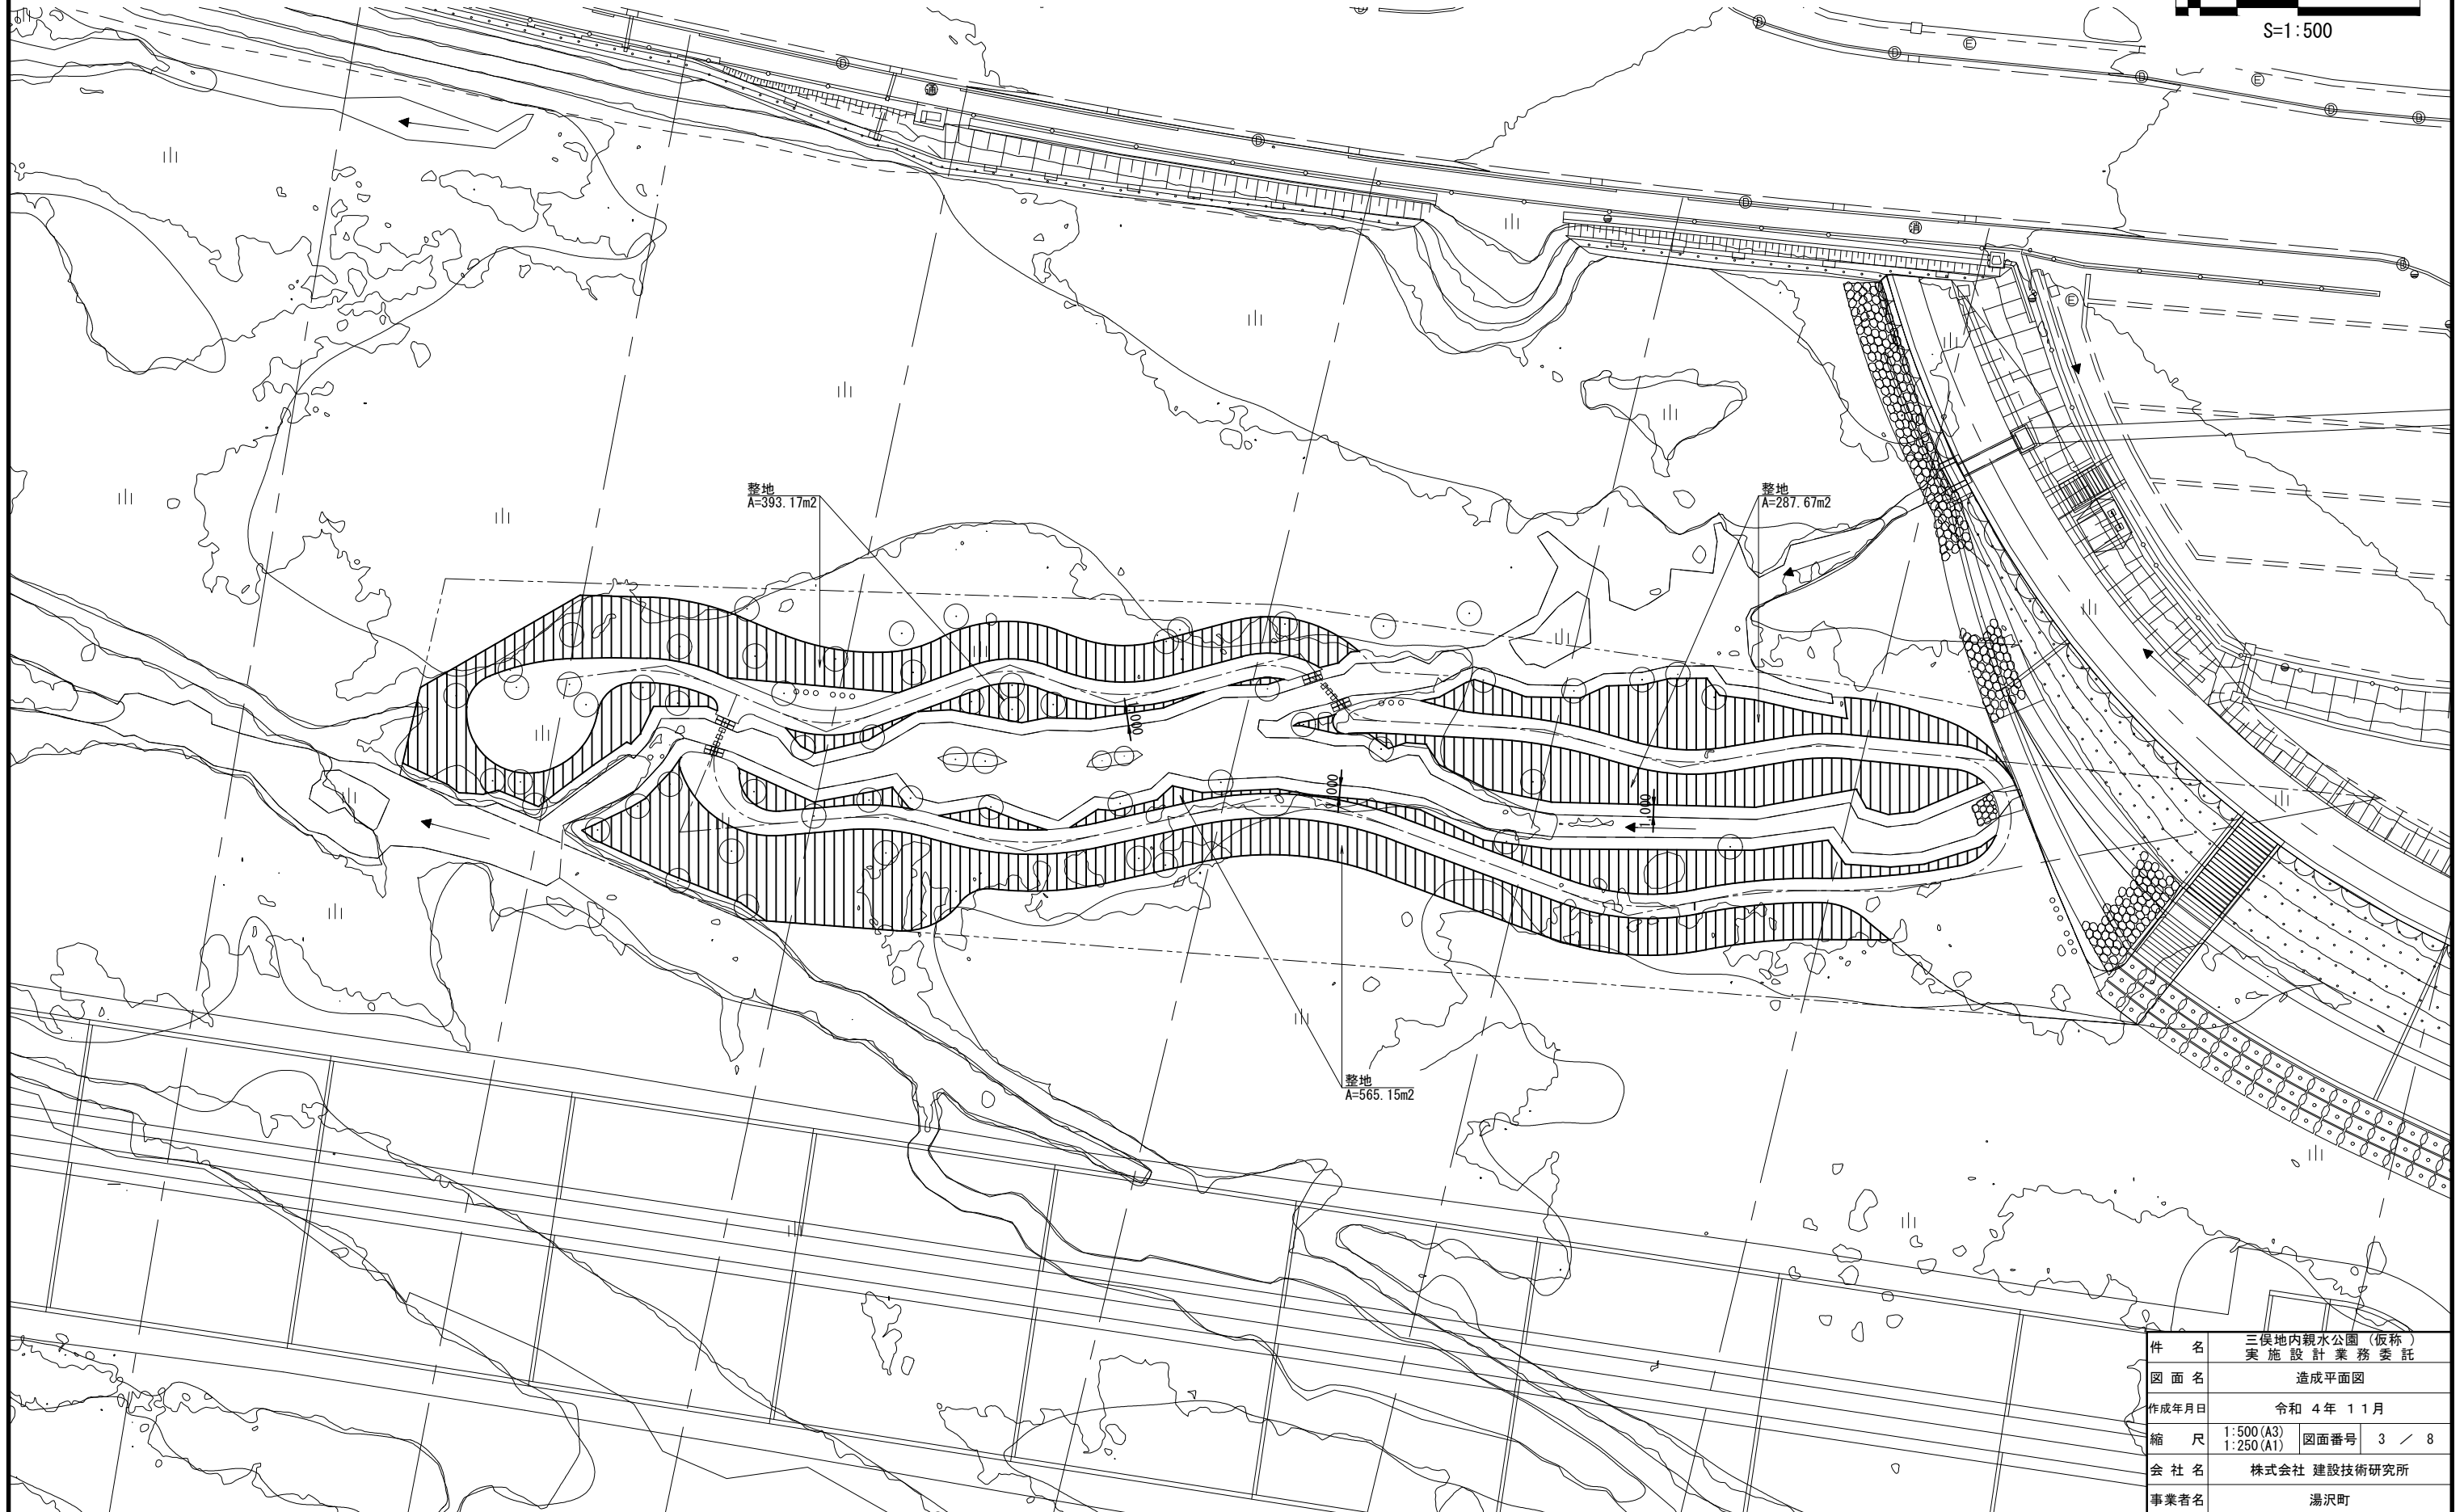 S=1:500
通
消
整地
A=393.17m2
整地
A=287.67m2
1,000
整地
A=565.15m2
件 名
三俣地内親水公園（仮称）
実 施 設 計 業 務 委 託
図 面 名
造成平面図
作成年月日
令和 4年 11月
縮 尺
1:500(A3)
1:250(A1)
図面番号
3 ／ 8
会 社 名
株式会社 建設技術研究所
事業者名
湯沢町